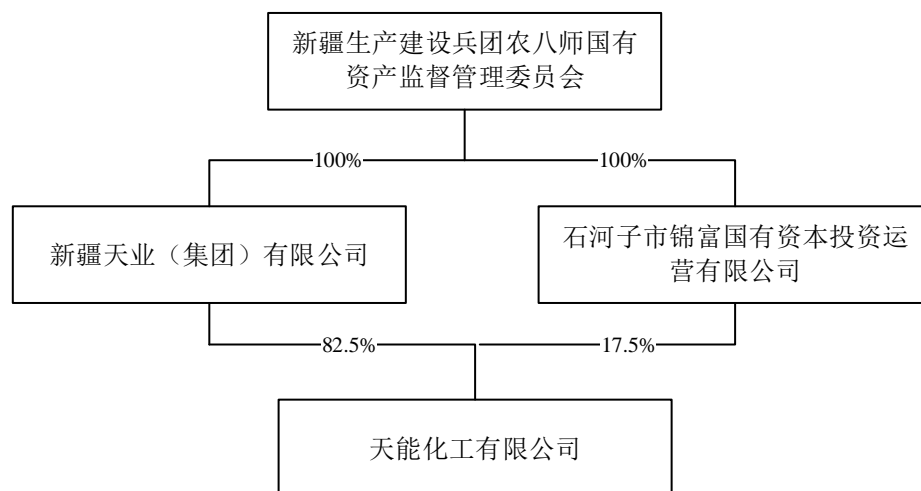 新疆生产建设兵团农八师国有
资产监督管理委员会
100%
100%
新疆天业（集团）有限公司
石河子市锦富国有资本投资运
营有限公司
82.5%
17.5%
天能化工有限公司